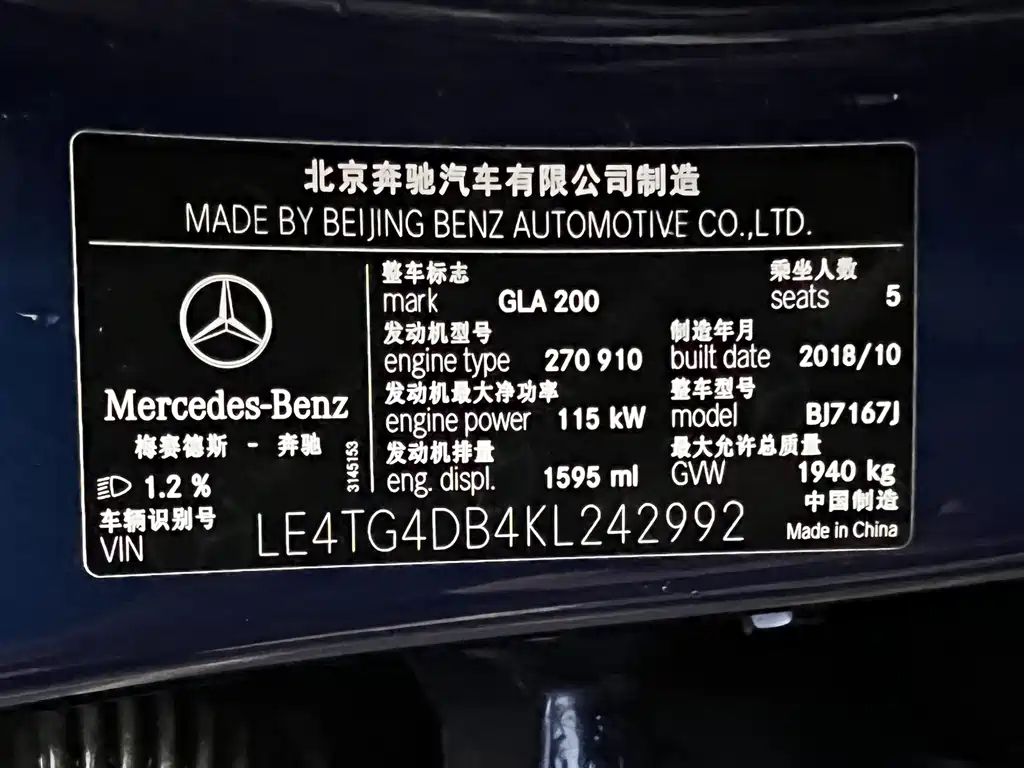 北京奔驰汽车有限公司制造
MADE BY BEIJING BENZ AUTOMOTIVE CO.,LTD.
Mercedes-Benz
梅赛德斯 - 奔驰
1.2 %
3145153
整车标志
mark GLA 200
乘坐人数
seats 5
发动机型号
engine type 270 910
制造年月
built date 2018/10
发动机最大净功率
engine power 115 kW
整车型号
model BJ7167J
发动机排量
eng. displ. 1595 ml
最大允许总质量
GVW 1940 kg
车辆识别号
VIN LE4TG4DB4KL242992
中国制造
Made in China